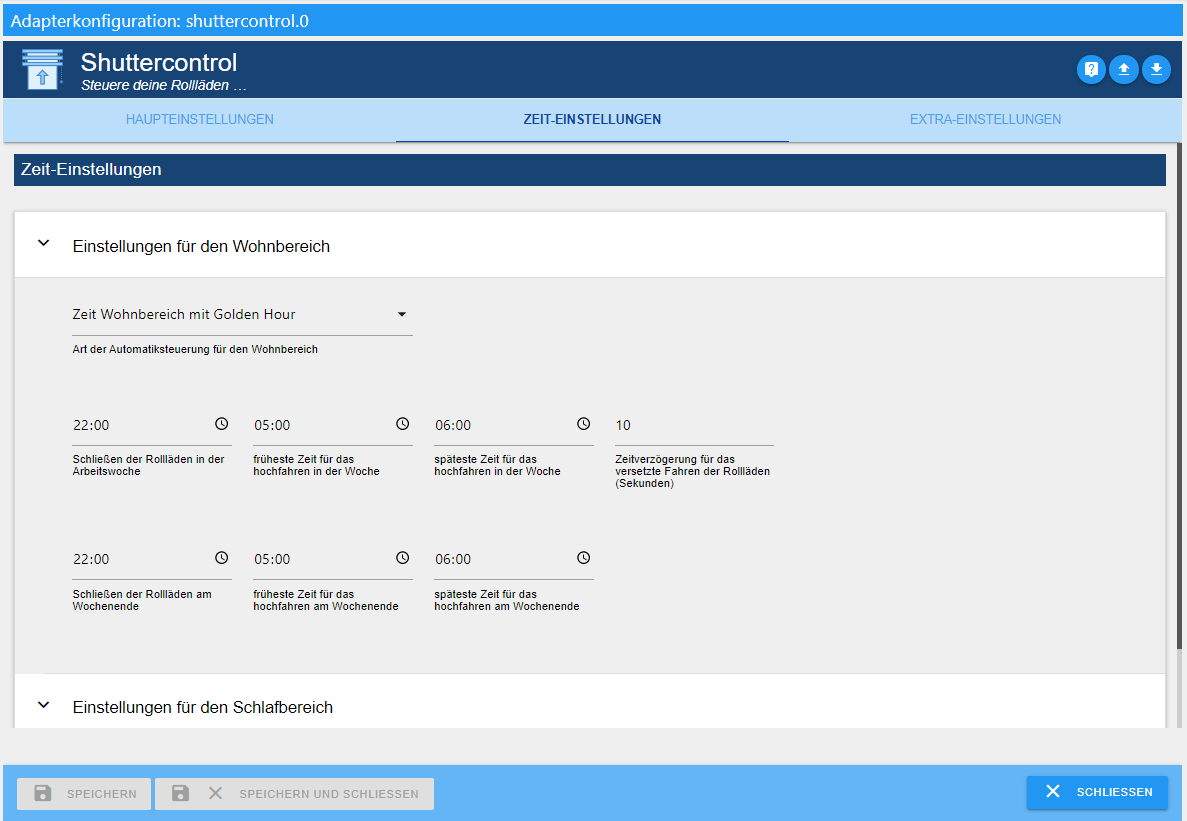 Adapterkonfiguration: shuttercontrol.0
Shuttercontrol
Steuere deine Rollläden ...
HAUPTEINSTELLUNGEN
ZEIT-EINSTELLUNGEN
EXTRA-EINSTELLUNGEN
Zeit-Einstellungen
Einstellungen für den Wohnbereich
Zeit Wohnbereich mit Golden Hour
Art der Automatiksteuerung für den Wohnbereich
22:00
Schließen der Rollläden in der
Arbeitswoche
05:00
früheste Zeit für das
hochfahren in der Woche
06:00
späteste Zeit für das
hochfahren in der Woche
10
Zeitverzögerung für das
versetzte Fahren der Rollläden
(Sekunden)
22:00
Schließen der Rollläden am
Wochenende
05:00
früheste Zeit für das
hochfahren am Wochenende
06:00
späteste Zeit für das
hochfahren am Wochenende
Einstellungen für den Schlafbereich
SPEICHERN
SPEICHERN UND SCHLIESSEN
SCHLIESSEN